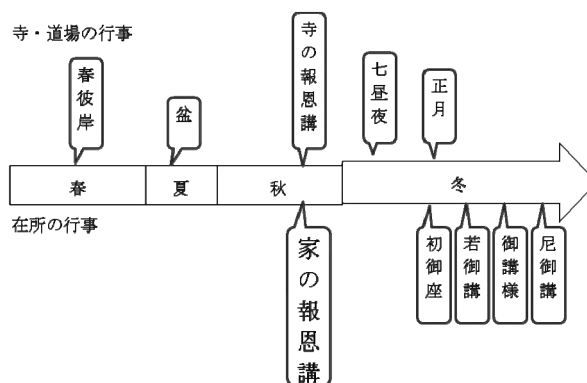 寺・道場の行事
春彼岸
盆
寺の報恩講
七昼夜
正月
春
夏
秋
冬
在所の行事
家の報恩講
初御座
若御講
御講様
尼御講